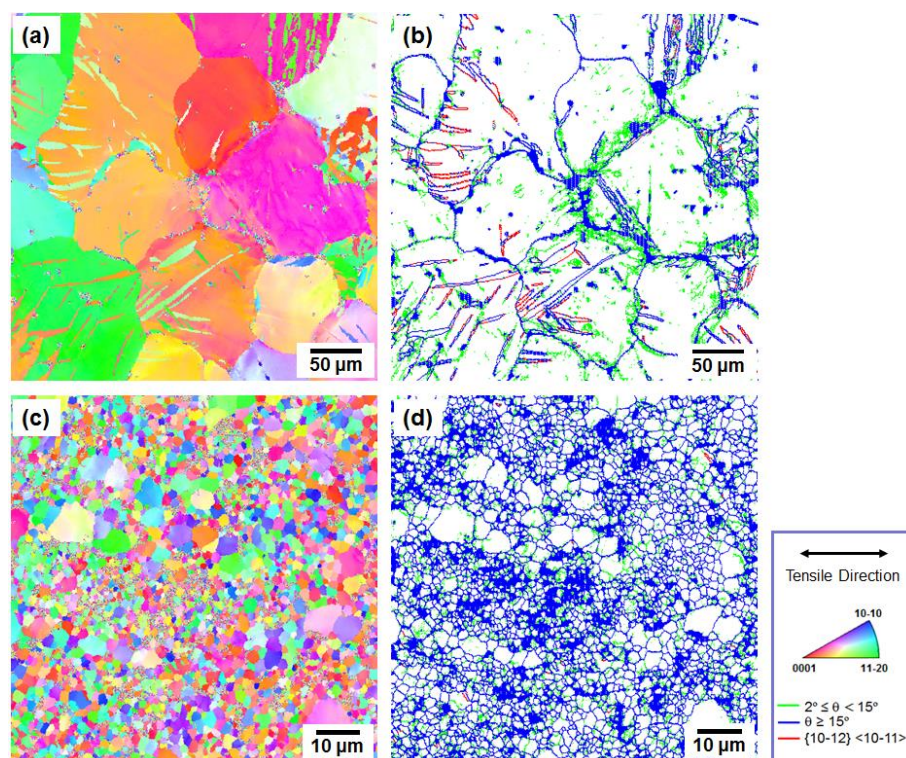 (a)
(b)
50 µm
50 µm
(c)
(d)
10 µm
10 µm
Tensile Direction
10-10
0001
11-20
2° ≤ θ < 15°
θ ≥ 15°
{10-12} <10-11>